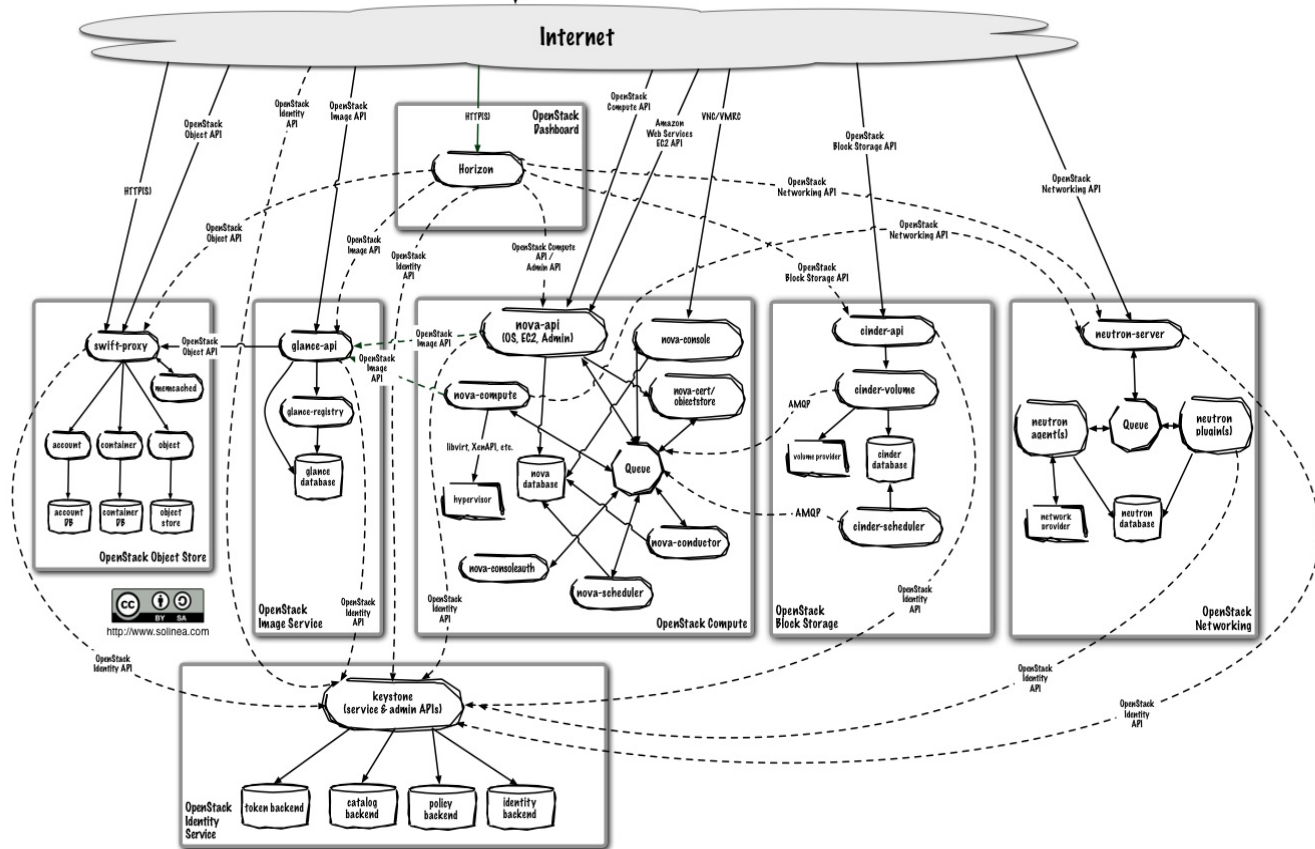 Internet
OpenStack
Identity
API
OpenStack
Image API
OpenStack
Object API
HTTP(S)
HTTP(S)
OpenStack
Dashboard
Horizon
OpenStack
Compute API
Amazon
Web Services
EC2 API
VNC/VMRC
OpenStack
Block Storage API
OpenStack
Networking API
OpenStack
Networking API
OpenStack
Networking API
OpenStack
Object API
OpenStack
Image API
OpenStack
Identity
API
OpenStack Compute
API /
Admin API
OpenStack
Block Storage API
swift-proxy
memcached
account
container
object
account
DB
container
DB
object
store
OpenStack Object Store
OpenStack
Object API
glance-api
glance-registry
glance
database
OpenStack
Image Service
OpenStack
Identity
API
OpenStack
Image API
OpenStack
Image API
nova-api
(OS, EC2, Admin)
nova-console
nova-compute
nova-cert/
objectstore
libvirt, XenAPI, etc.
hypervisor
nova
database
Queue
nova-conductor
nova-consoleauth
nova-scheduler
OpenStack
Identity
API
OpenStack Compute
cinder-api
cinder-volume
AMQP
volume provider
cinder
database
AMQP
cinder-scheduler
OpenStack
Block Storage
OpenStack
Identity
API
neutron-server
neutron
agent(s)
Queue
neutron
plugin(s)
network
provider
neutron
database
OpenStack
Networking
cc
BY SA
http://www.solinea.com
OpenStack
Identity API
OpenStack
Identity
API
OpenStack
Identity
API
keystone
(service & admin APIs)
token backend
catalog
backend
policy
backend
identity
backend
OpenStack
Identity
Service